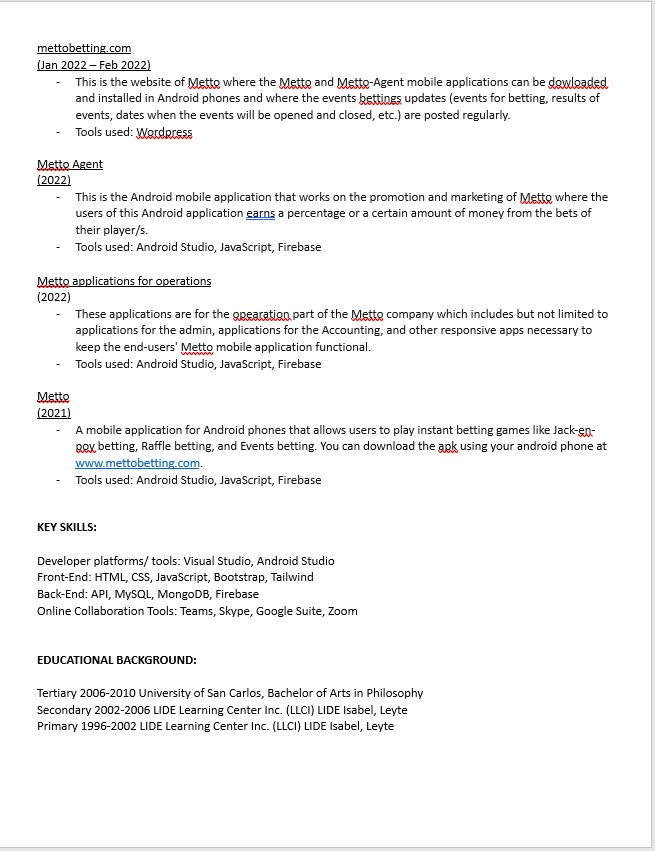 mettobetting.com
(Jan 2022 – Feb 2022)
- This is the website of Metto where the Metto and Metto-Agent mobile applications can be dowloaded
and installed in Android phones and where the events bettings updates (events for betting, results of
events, dates when the events will be opened and closed, etc.) are posted regularly.
- Tools used: Wordpress
Metto Agent
(2022)
- This is the Android mobile application that works on the promotion and marketing of Metto where the
users of this Android application earns a percentage or a certain amount of money from the bets of
their player/s.
- Tools used: Android Studio, JavaScript, Firebase
Metto applications for operations
(2022)
- These applications are for the opearation part of the Metto company which includes but not limited to
applications for the admin, applications for the Accounting, and other responsive apps necessary to
keep the end-users' Metto mobile application functional.
- Tools used: Android Studio, JavaScript, Firebase
Metto
(2021)
- A mobile application for Android phones that allows users to play instant betting games like Jack-en-
poy betting, Raffle betting, and Events betting. You can download the apk using your android phone at
www.mettobetting.com.
- Tools used: Android Studio, JavaScript, Firebase
KEY SKILLS:
Developer platforms/ tools: Visual Studio, Android Studio
Front-End: HTML, CSS, JavaScript, Bootstrap, Tailwind
Back-End: API, MySQL, MongoDB, Firebase
Online Collaboration Tools: Teams, Skype, Google Suite, Zoom
EDUCATIONAL BACKGROUND:
Tertiary 2006-2010 University of San Carlos, Bachelor of Arts in Philosophy
Secondary 2002-2006 LIDE Learning Center Inc. (LLCI) LIDE Isabel, Leyte
Primary 1996-2002 LIDE Learning Center Inc. (LLCI) LIDE Isabel, Leyte